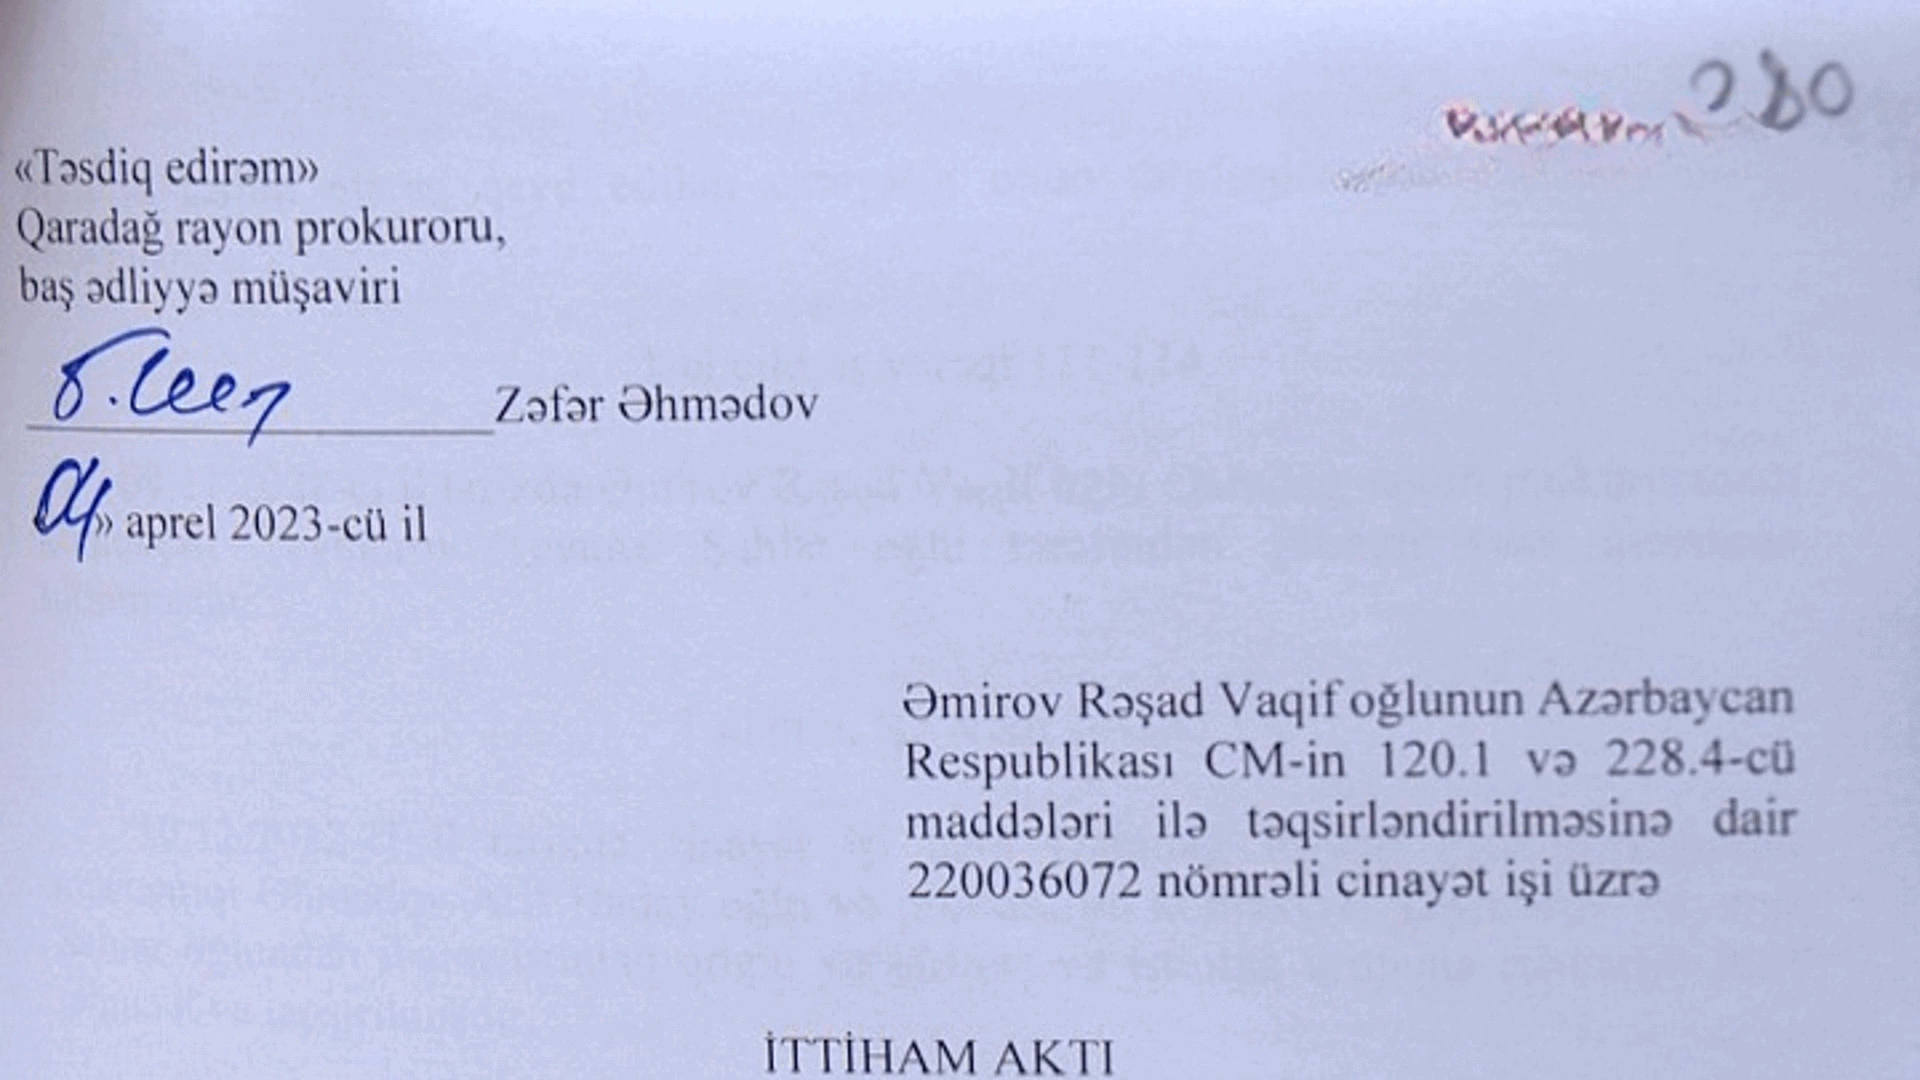 280
«Təsdiq edirəm»
Qaradağ rayon prokuroru,
baş ədliyyə müşaviri
Zəfər Əhmədov
04» aprel 2023-cü il
Əmirov Rəşad Vaqif oğlunun Azərbaycan
Respublikası CM-in 120.1 və 228.4-cü
maddələri ilə təqsirləndirilməsinə dair
220036072 nömrəli cinayət işi üzrə
İTTİHAM AKTI